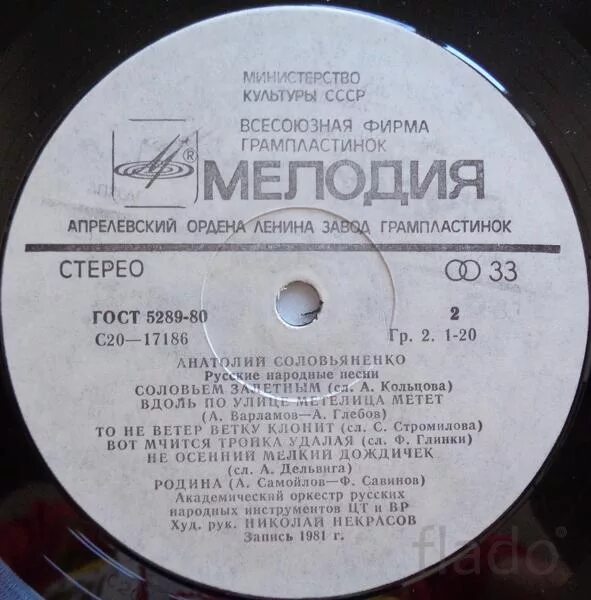 МИНИСТЕРСТВО
КУЛЬТУРЫ СССР
ВСЕСОЮЗНАЯ ФИРМА
ГРАМПЛАСТИНОК
®
МЕЛОДИЯ
АПРЕЛЕВСКИЙ ОРДЕНА ЛЕНИНА ЗАВОД ГРАМПЛАСТИНОК
СТЕРЕО 33
ГОСТ 5289-80 2
С20—17186 Гр. 2. 1-20
АНАТОЛИЙ СОЛОВЬЯНЕНКО
Русские народные песни
СОЛОВЬЕМ ЗАЛЕТНЫМ (сл. А. Кольцова)
ВДОЛЬ ПО УЛИЦЕ МЕТЕЛИЦА МЕТЕТ
(А. Варламов—А. Глебов)
ТО НЕ ВЕТЕР ВЕТКУ КЛОНИТ (сл. С. Стромилова)
ВОТ МЧИТСЯ ТРОЙКА УДАЛАЯ (сл. Ф. Глинки)
НЕ ОСЕННИЙ МЕЛКИЙ ДОЖДИЧЕК
(сл. А. Дельвига)
РОДИНА (А. Самойлов—Ф. Савинов)
Академический оркестр русских
народных инструментов ЦТ и ВР
Худ. рук. НИКОЛАЙ НЕКРАСОВ
Запись 1981 г.
flado